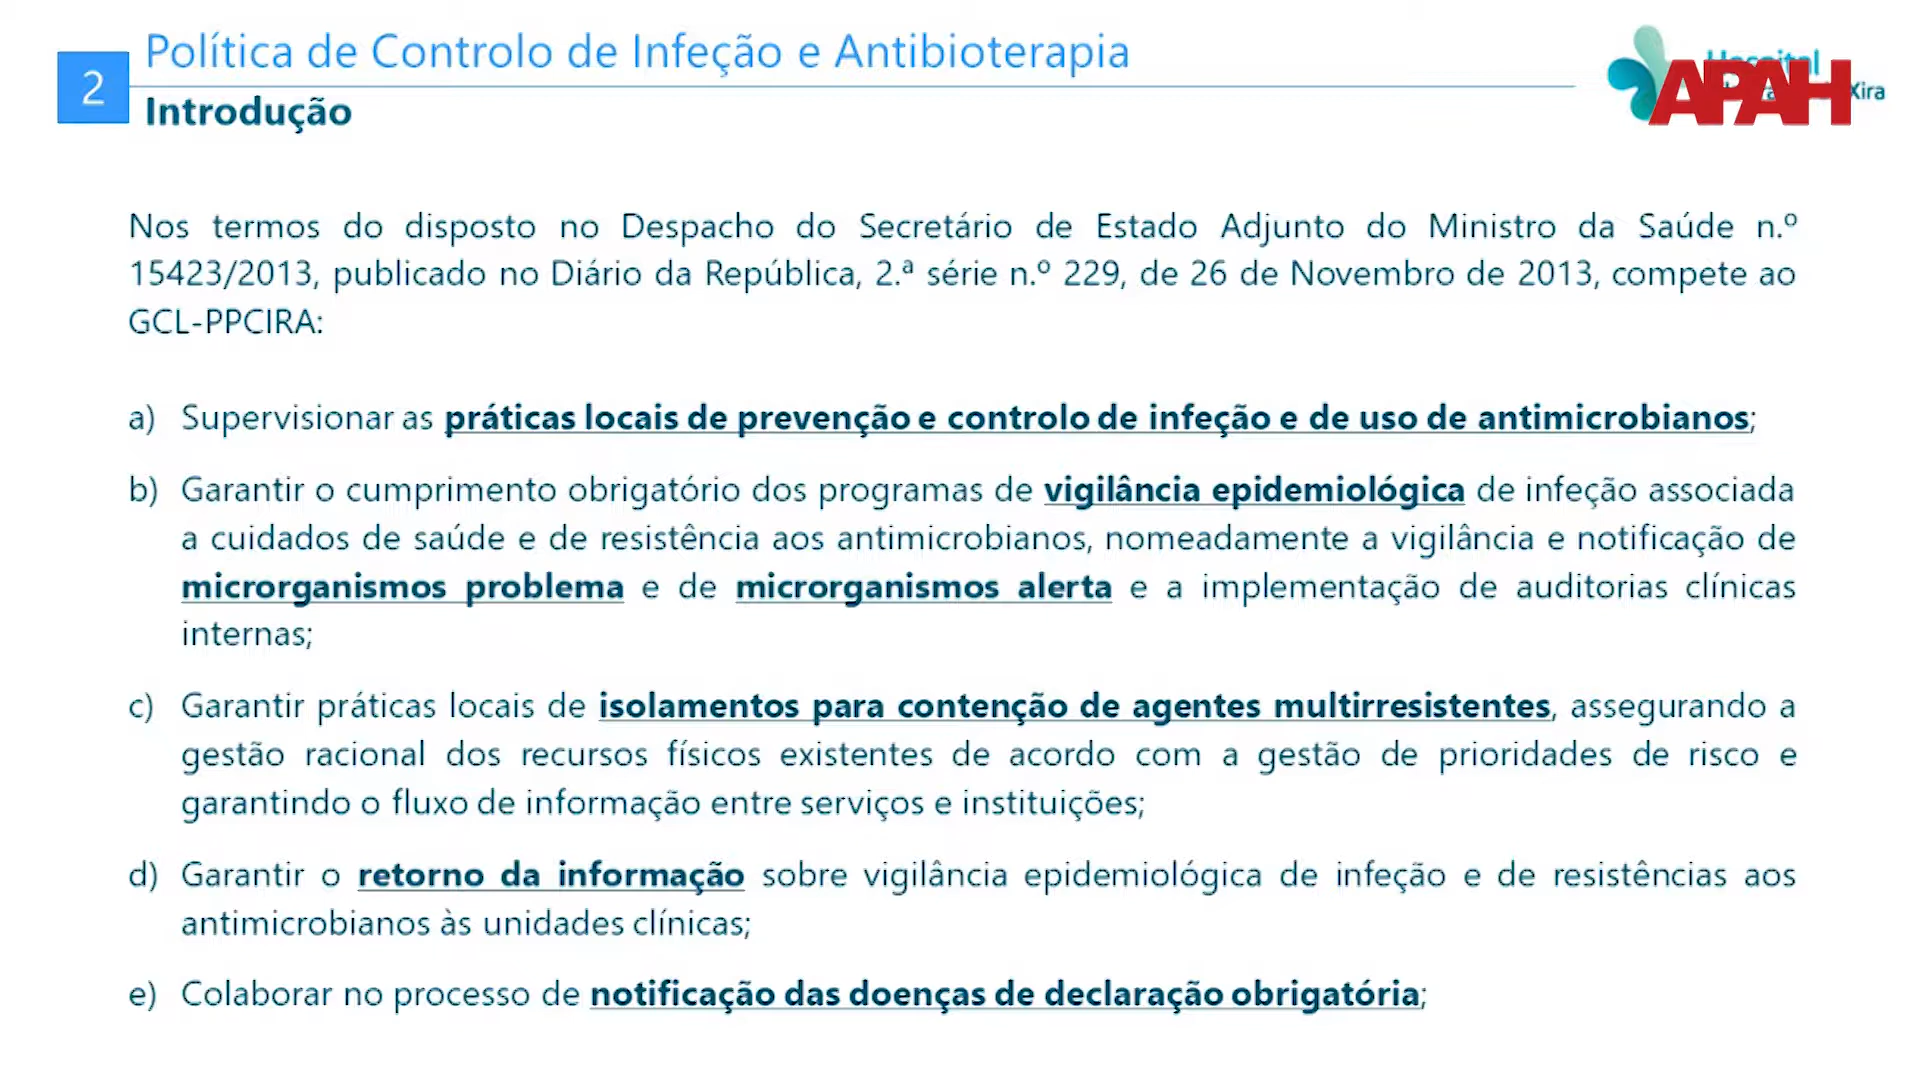 2
Política de Controlo de Infeção e Antibioterapia
Introdução
APAH
Xira
Nos termos do disposto no Despacho do Secretário de Estado Adjunto do Ministro da Saúde n.º
15423/2013, publicado no Diário da República, 2.ª série n.º 229, de 26 de Novembro de 2013, compete ao
GCL-PPCIRA:
a) Supervisionar as práticas locais de prevenção e controlo de infeção e de uso de antimicrobianos;
b) Garantir o cumprimento obrigatório dos programas de vigilância epidemiológica de infeção associada
a cuidados de saúde e de resistência aos antimicrobianos, nomeadamente a vigilância e notificação de
microrganismos problema e de microrganismos alerta e a implementação de auditorias clínicas
internas;
c) Garantir práticas locais de isolamentos para contenção de agentes multirresistentes, assegurando a
gestão racional dos recursos físicos existentes de acordo com a gestão de prioridades de risco e
garantindo o fluxo de informação entre serviços e instituições;
d) Garantir o retorno da informação sobre vigilância epidemiológica de infeção e de resistências aos
antimicrobianos às unidades clínicas;
e) Colaborar no processo de notificação das doenças de declaração obrigatória;